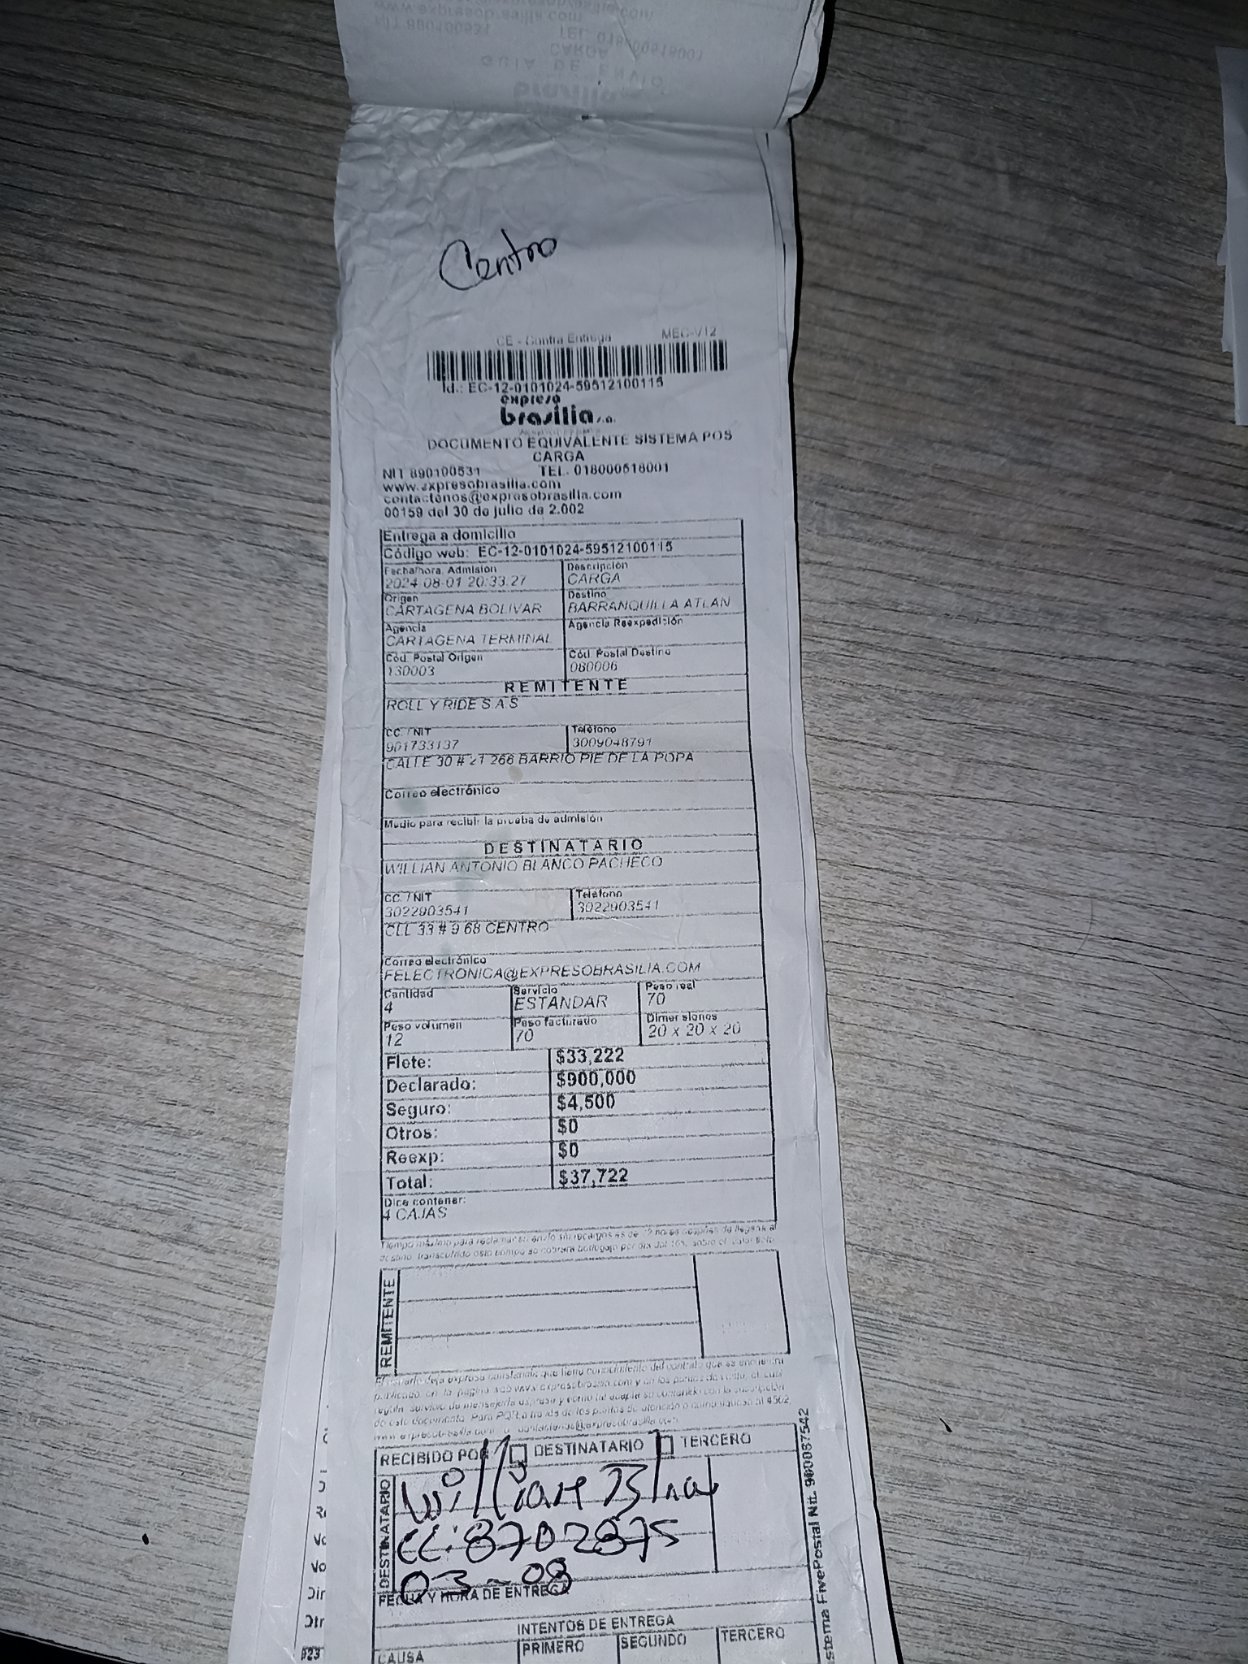 Centro
CE - Contra Entrega MEC-V12
Id.: EC-12-0101024-59512100115
expreso
brasilia s.a.
DOCUMENTO EQUIVALENTE SISTEMA POS
CARGA
NIT 890100531 TEL. 018000518001
www.expresobrasilia.com
contactenos@expresobrasilia.com
00159 del 30 de julio de 2.002
Entrega a domicilio
Código web: EC-12-0101024-59512100115
Fecha/hora. Admisión Descripción
2024-08-01 20:33:27 CARGA
Origen Destino
CARTAGENA BOLIVAR BARRANQUILLA ATLAN
Agencia Agencia Reexpedición
CARTAGENA TERMINAL
Cód. Postal Origen Cód. Postal Destino
130003 080006
REMITENTE
ROLL Y RIDE S A S
CC. / NIT Teléfono
901733137 3009048791
CALLE 30 # 21 266 BARRIO PIE DE LA POPA
Correo electrónico
Medio para recibir la prueba de admisión
DESTINATARIO
WILLIAN ANTONIO BLANCO PACHECO
CC. / NIT Teléfono
3022903541 3022903541
CLL 33 # 9 68 CENTRO
Correo electrónico
FELECTRONICA@EXPRESOBRASILIA.COM
Cantidad Servicio Peso real
4 ESTANDAR 70
Peso volumen Peso facturado Dimensiones
12 70 20 x 20 x 20
Flete: $33,222
Declarado: $900,000
Seguro: $4,500
Otros: $0
Reexp: $0
Total: $37,722
Dice contener:
4 CAJAS
REMITENTE
RECIBIDO POR DESTINATARIO TERCERO
DESTINATARIO
CC: 8702875
03-08
FECHA Y HORA DE ENTREGA
INTENTOS DE ENTREGA
CAUSA PRIMERO SEGUNDO TERCERO
FivePostal Nit. 900087542